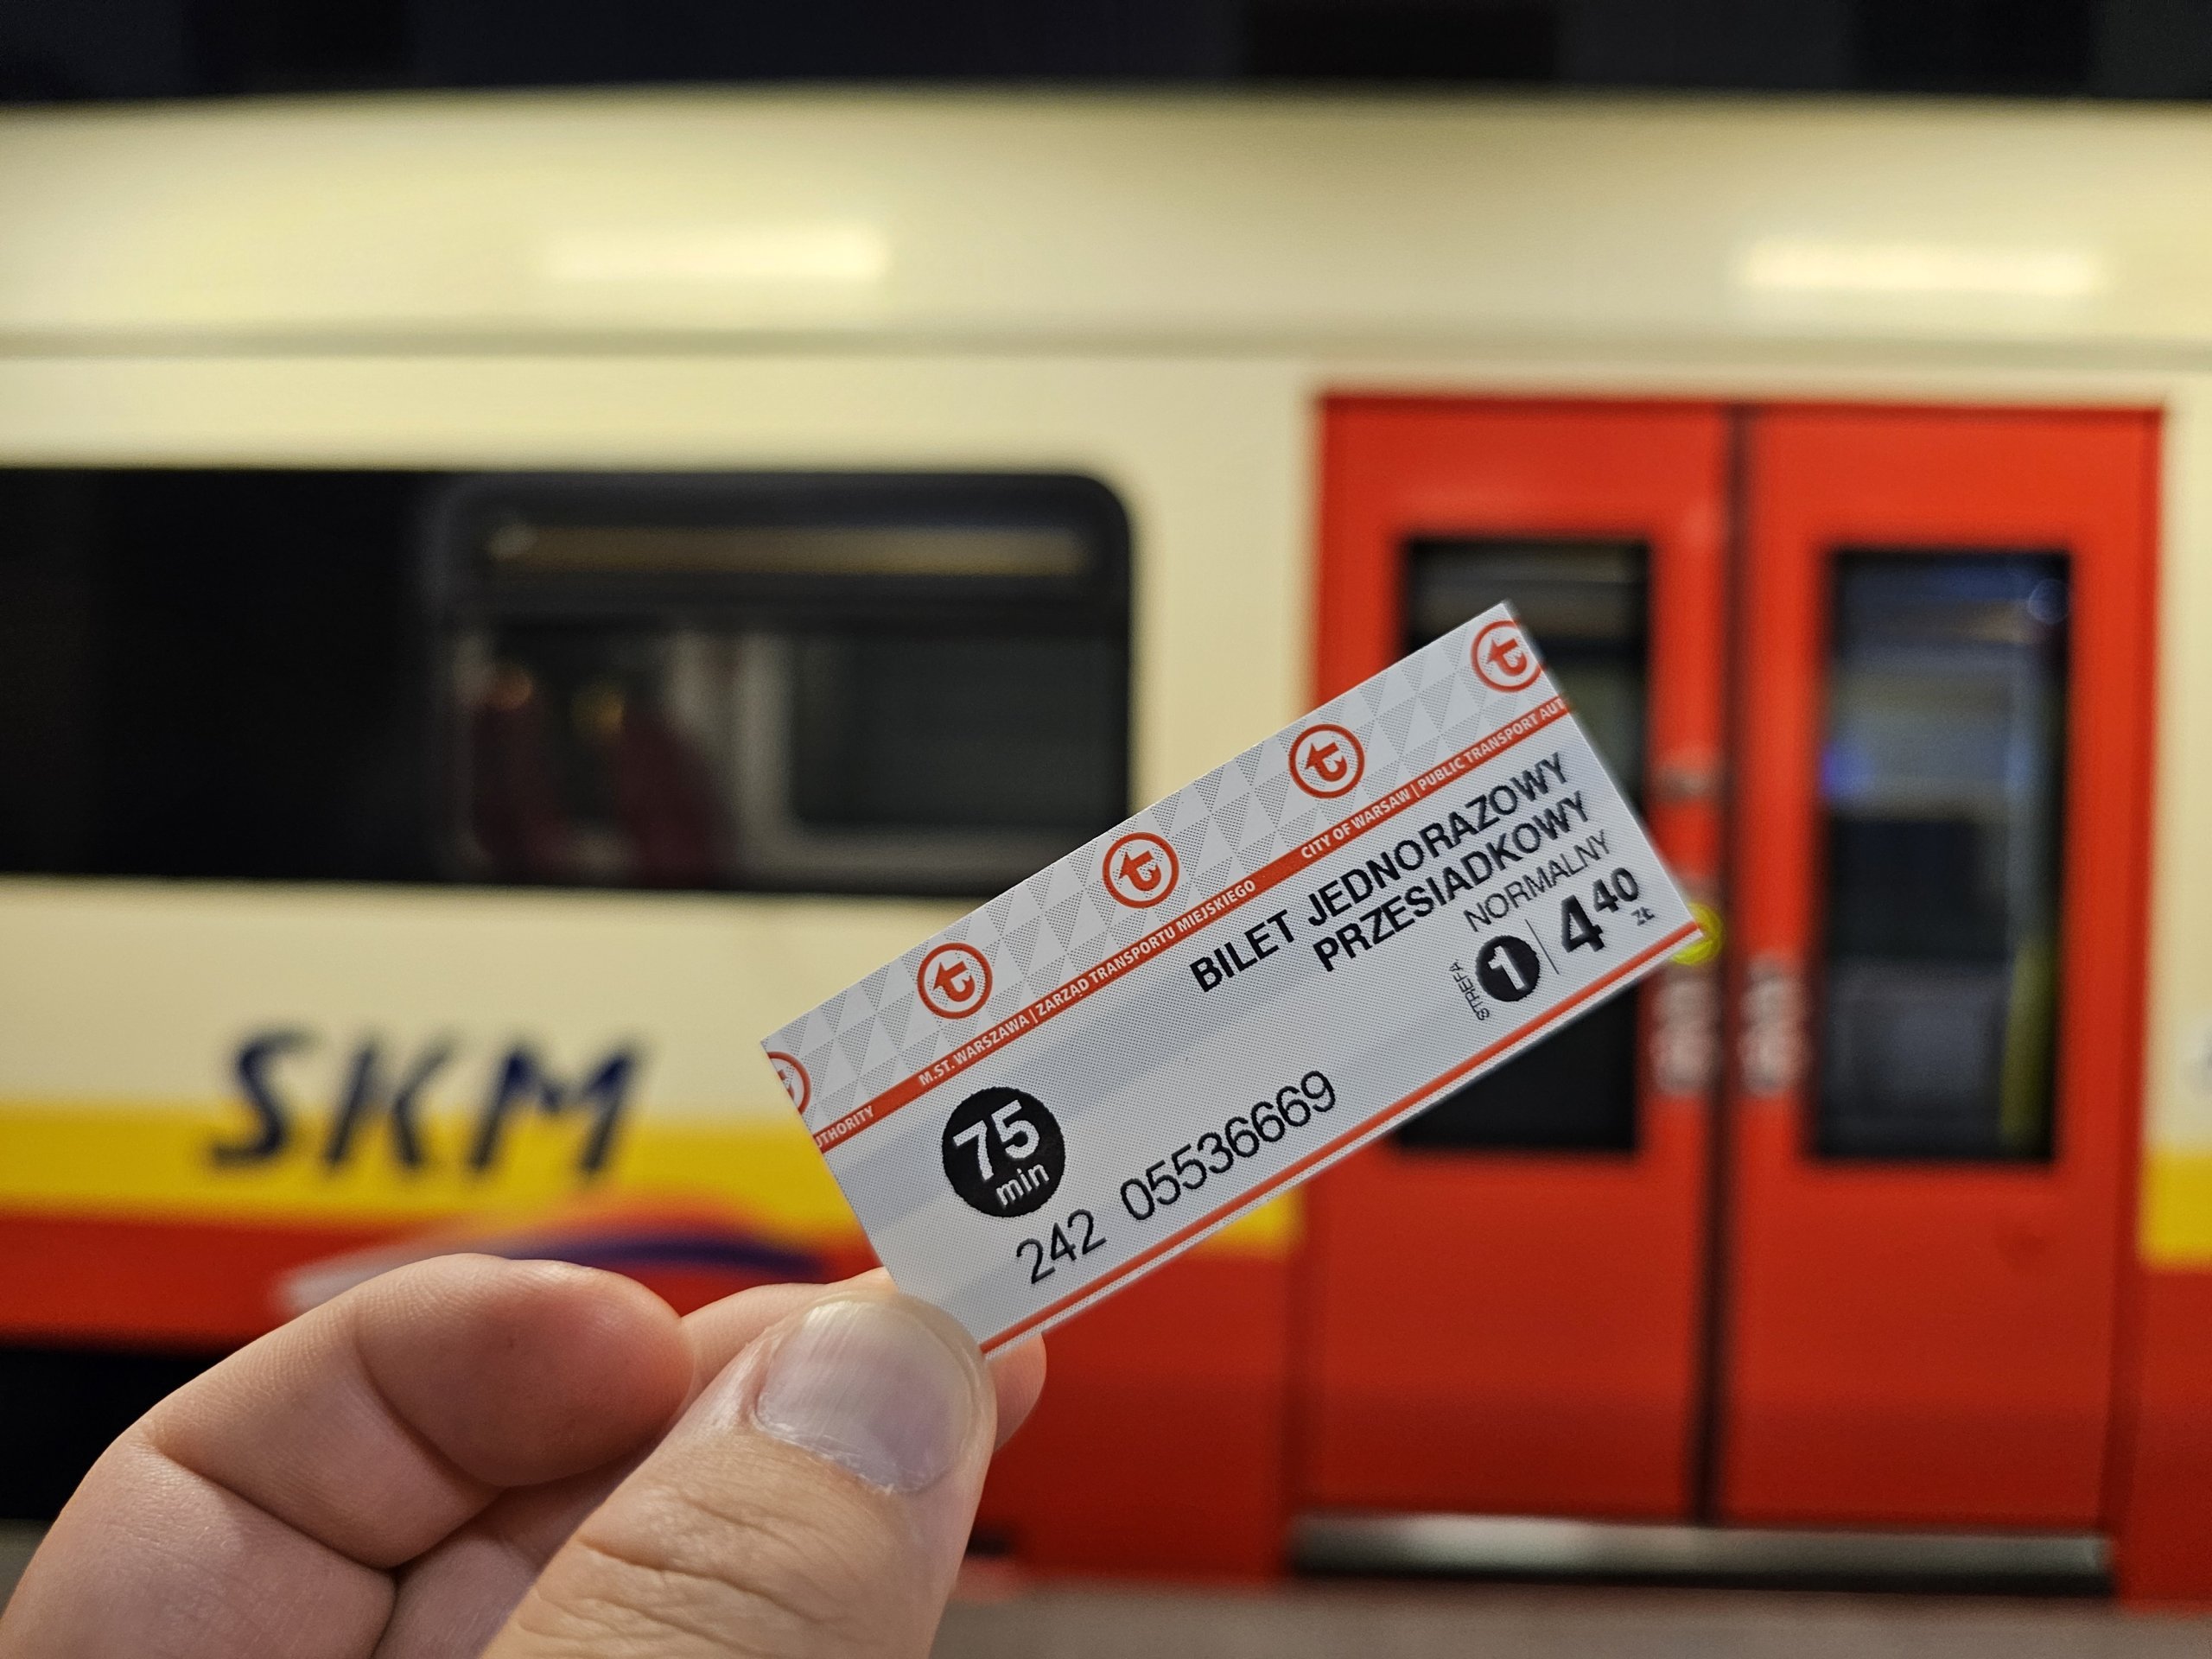 M.ST. WARSZAWA | ZARZĄD TRANSPORTU MIEJSKIEGO
CITY OF WARSAW | PUBLIC TRANSPORT AUT
UTHORITY
BILET JEDNORAZOWY
PRZESIADKOWY
NORMALNY
STREFA 1 4 40 ZŁ
75
min
242 05536669
SKM